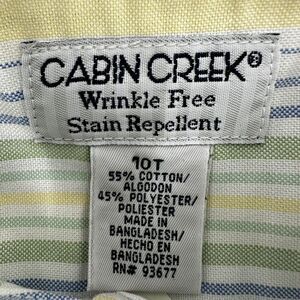 CABIN CREEK®
Wrinkle Free
Stain Repellent
10T
55% COTTON/
ALGODON
45% POLYESTER/
POLIESTER
MADE IN
BANGLADESH/
HECHO EN
BANGLADESH
RN# 93677